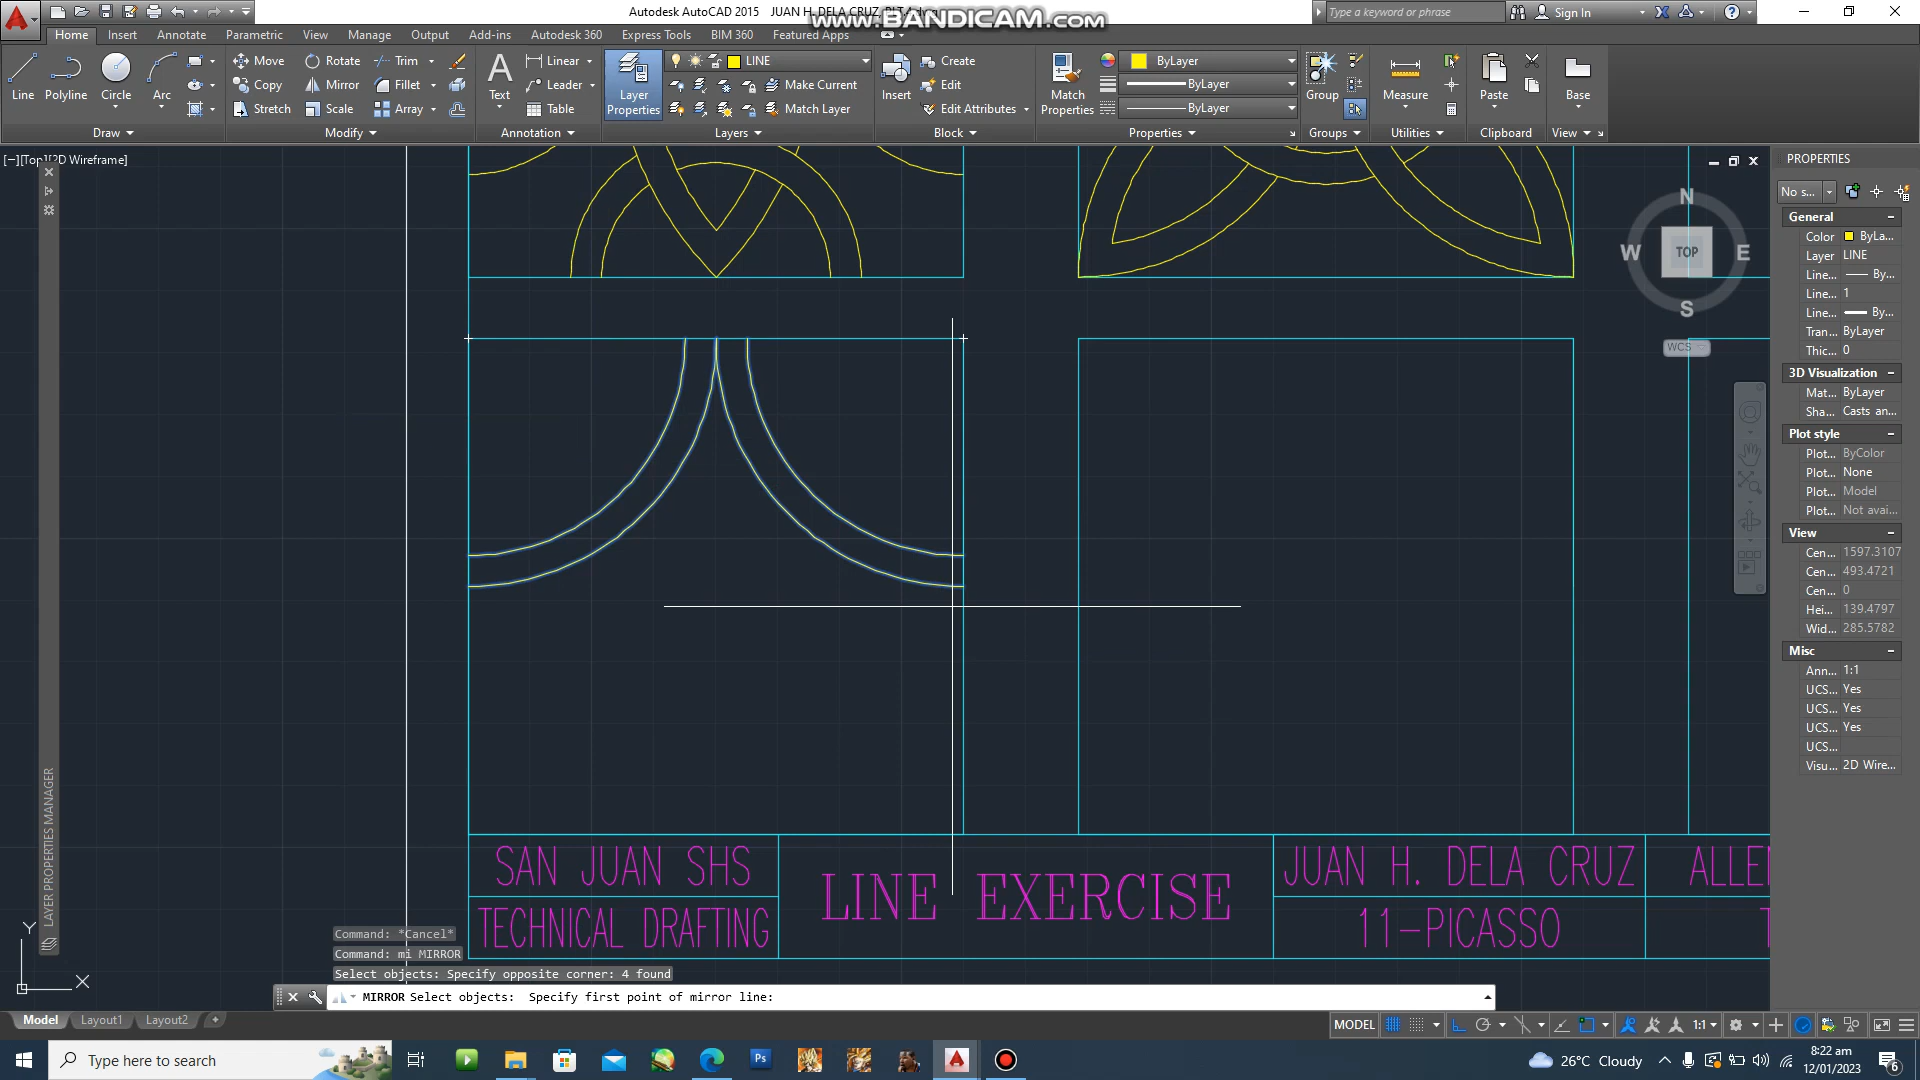 Autodesk AutoCAD 2015 JUAN H. DELA CRUZ
www.BANDICAM.com
Type a keyword or phrase
Sign In
Home Insert Annotate Parametric View Manage Output Add-ins Autodesk 360 Express Tools BIM 360 Featured Apps
Line Polyline Circle Arc
Move Rotate Trim
Copy Mirror Fillet
Stretch Scale Array
Text Linear Leader Table
Layer Properties
LINE
Make Current
Match Layer
Insert Create Edit Edit Attributes
Match Properties
ByLayer
ByLayer
ByLayer
Group Measure Paste Base
Draw Modify Annotation Layers Block Properties Groups Utilities Clipboard View
[−][Top][2D Wireframe]
N
W TOP E
S
WCS
PROPERTIES
No s...
General
Color ByLa...
Layer LINE
Line... By...
Line... 1
Line... By...
Tran... ByLayer
Thic... 0
3D Visualization
Mat... ByLayer
Sha... Casts an...
Plot style
Plot... ByColor
Plot... None
Plot... Model
Plot... Not avai...
View
Cen... 1597.3107
Cen... 493.4721
Cen... 0
Hei... 139.4797
Wid... 285.5782
Misc
Ann... 1:1
UCS... Yes
UCS... Yes
UCS... Yes
UCS...
Visu... 2D Wire...
LAYER PROPERTIES MANAGER
SAN JUAN SHS
TECHNICAL DRAFTING
LINE EXERCISE
JUAN H. DELA CRUZ
11-PICASSO
ALLE
Y
X
Command: *Cancel*
Command: mi MIRROR
Select objects: Specify opposite corner: 4 found
MIRROR Select objects: Specify first point of mirror line:
Model Layout1 Layout2
MODEL 1:1
Type here to search
26°C Cloudy
8:22 am
12/01/2023
6